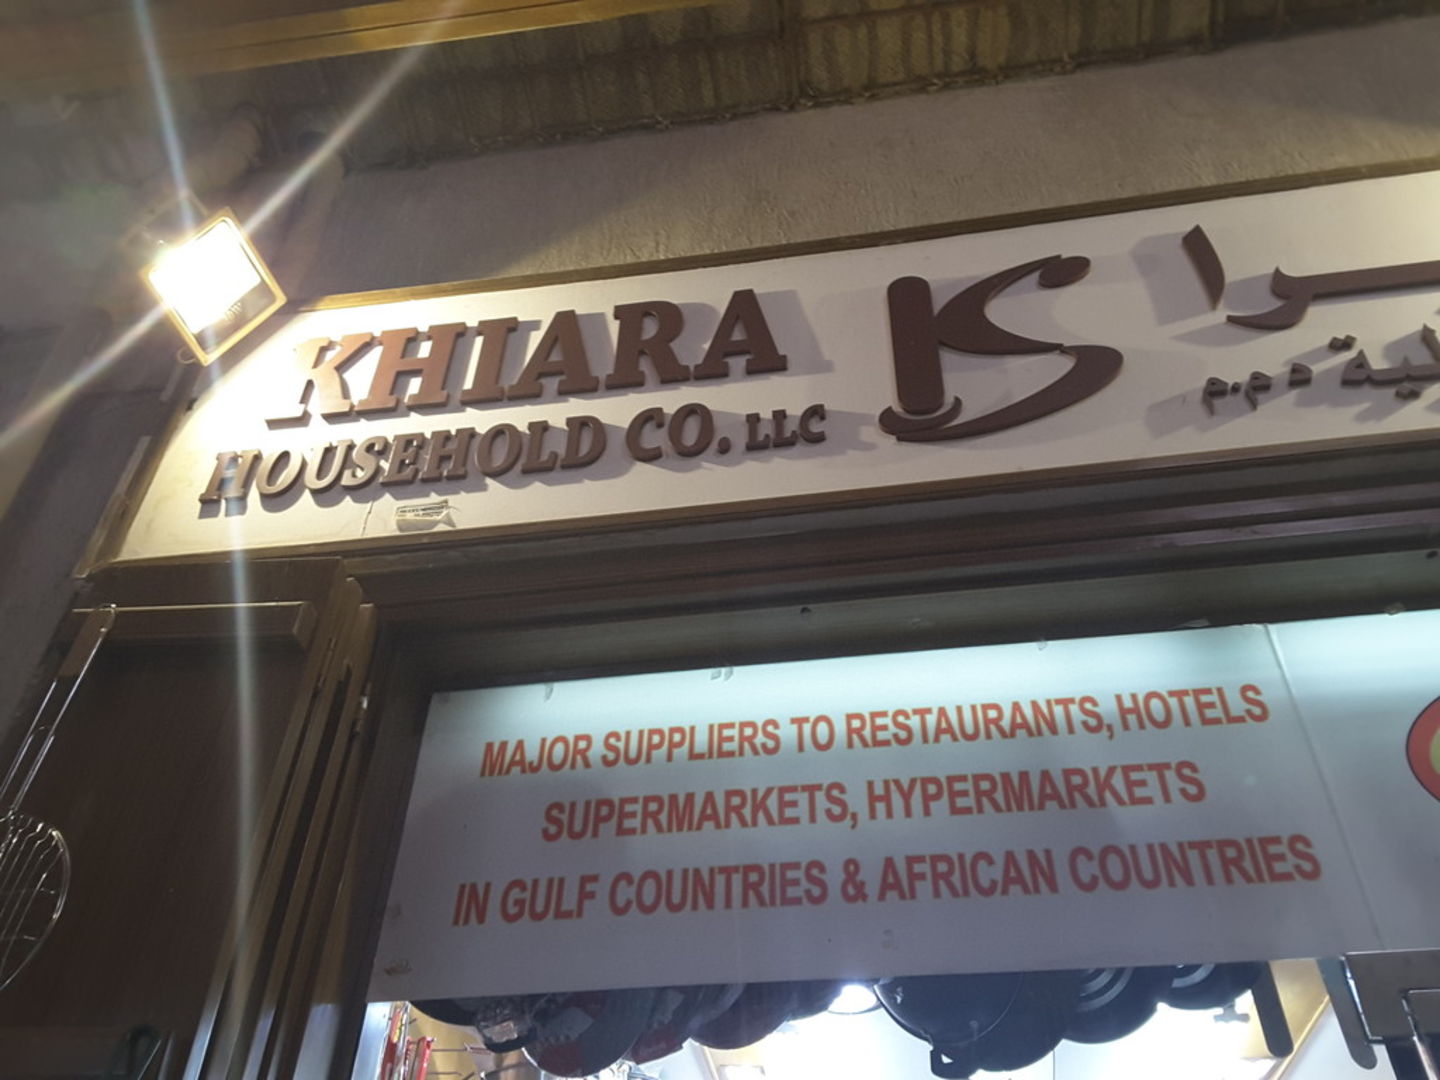 KHIARA
HOUSEHOLD CO. LLC
MAJOR SUPPLIERS TO RESTAURANTS, HOTELS
SUPERMARKETS, HYPERMARKETS
IN GULF COUNTRIES & AFRICAN COUNTRIES
ذ.م.م